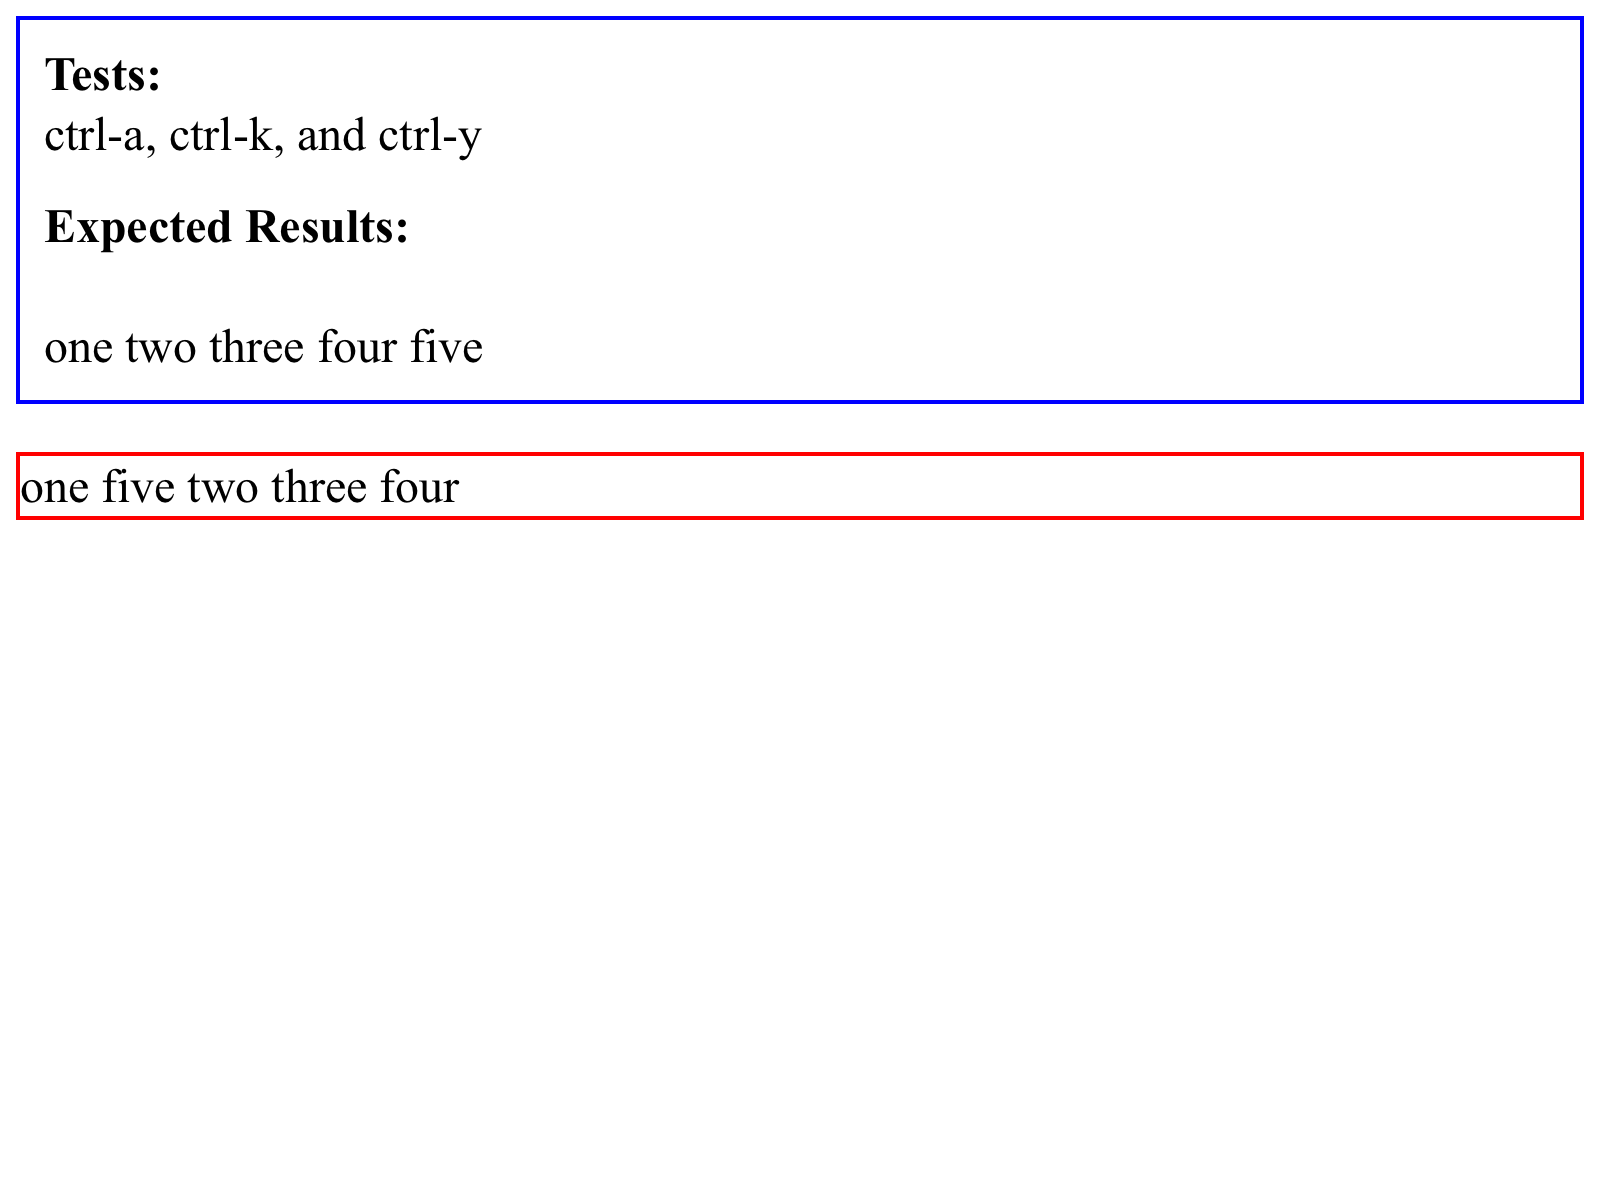 Tests:
ctrl-a, ctrl-k, and ctrl-y
Expected Results:
one two three four five
one five two three four